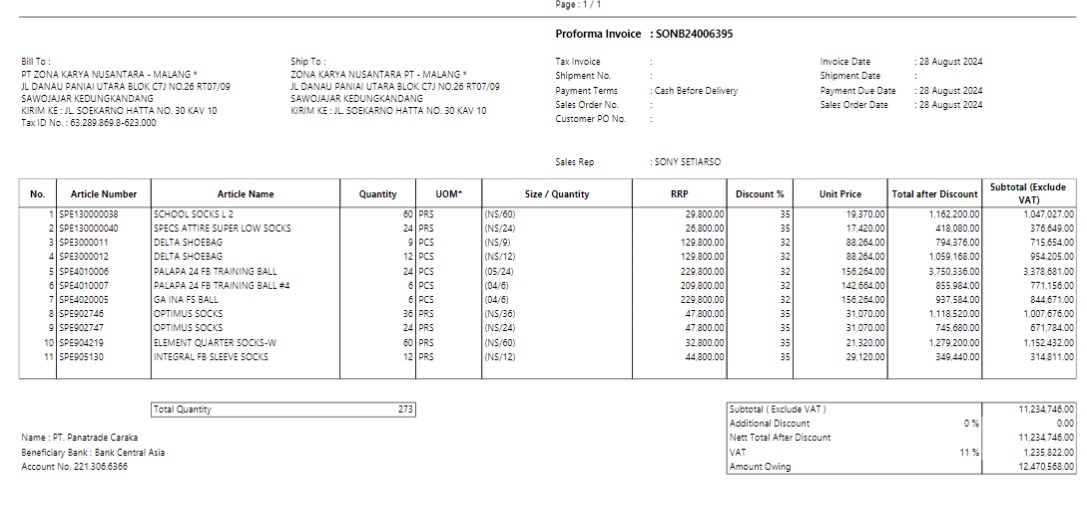 Page : 1 / 1
Proforma Invoice : SONB24006395
Bill To :
PT ZONA KARYA NUSANTARA - MALANG *
JL DANAU PANIAI UTARA BLOK C7J NO.26 RT07/09
SAWOJAJAR KEDUNGKANDANG
KIRIM KE : JL. SOEKARNO HATTA NO. 30 KAV 10
Tax ID No. : 63.289.869.8-623.000
Ship To :
ZONA KARYA NUSANTARA PT - MALANG *
JL DANAU PANIAI UTARA BLOK C7J NO.26 RT07/09
SAWOJAJAR KEDUNGKANDANG
KIRIM KE : JL. SOEKARNO HATTA NO. 30 KAV 10
Tax Invoice :
Shipment No. :
Payment Terms : Cash Before Delivery
Sales Order No. :
Customer PO No. :
Invoice Date : 28 August 2024
Shipment Date :
Payment Due Date : 28 August 2024
Sales Order Date : 28 August 2024
Sales Rep : SONY SETIARSO
No. Article Number Article Name Quantity UOM* Size / Quantity RRP Discount % Unit Price Total after Discount Subtotal (Exclude VAT)
1 SPE130000038 SCHOOL SOCKS L 2 60 PRS (NS/60) 29,800.00 35 19,370.00 1,162,200.00 1,047,027.00
2 SPE130000040 SPECS ATTIRE SUPER LOW SOCKS 24 PRS (NS/24) 26,800.00 35 17,420.00 418,080.00 376,649.00
3 SPE3000011 DELTA SHOEBAG 9 PCS (NS/9) 129,800.00 32 88,264.00 794,376.00 715,654.00
4 SPE3000012 DELTA SHOEBAG 12 PCS (NS/12) 129,800.00 32 88,264.00 1,059,168.00 954,205.00
5 SPE4010006 PALAPA 24 FB TRAINING BALL 24 PCS (05/24) 229,800.00 32 156,264.00 3,750,336.00 3,378,681.00
6 SPE4010007 PALAPA 24 FB TRAINING BALL #4 6 PCS (04/6) 209,800.00 32 142,664.00 855,984.00 771,156.00
7 SPE4020005 GA INA FS BALL 6 PCS (04/6) 229,800.00 32 156,264.00 937,584.00 844,671.00
8 SPE902746 OPTIMUS SOCKS 36 PRS (NS/36) 47,800.00 35 31,070.00 1,118,520.00 1,007,676.00
9 SPE902747 OPTIMUS SOCKS 24 PRS (NS/24) 47,800.00 35 31,070.00 745,680.00 671,784.00
10 SPE904219 ELEMENT QUARTER SOCKS-W 60 PRS (NS/60) 32,800.00 35 21,320.00 1,279,200.00 1,152,432.00
11 SPE905130 INTEGRAL FB SLEEVE SOCKS 12 PRS (NS/12) 44,800.00 35 29,120.00 349,440.00 314,811.00
Total Quantity 273
Subtotal ( Exclude VAT ) 11,234,746.00
Additional Discount 0 % 0.00
Nett Total After Discount 11,234,746.00
VAT 11 % 1,235,822.00
Amount Owing 12,470,568.00
Name : PT. Panatrade Caraka
Beneficiary Bank : Bank Central Asia
Account No. 221.306.6366